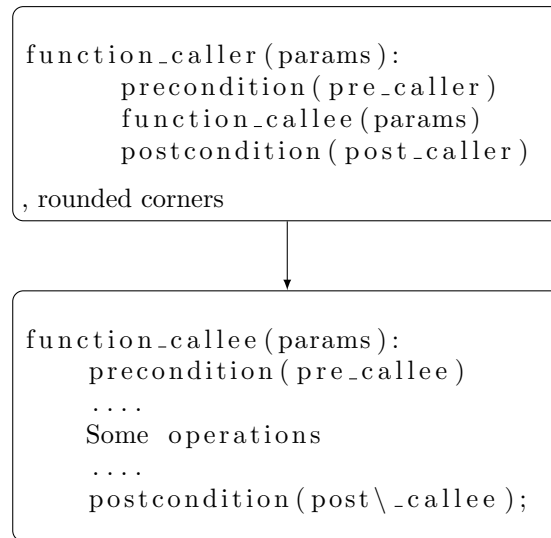 function_caller(params):
precondition(pre_caller)
function_callee(params)
postcondition(post_caller)
, rounded corners
function_callee(params):
precondition(pre_callee)
....
Some operations
....
postcondition(post\_callee);